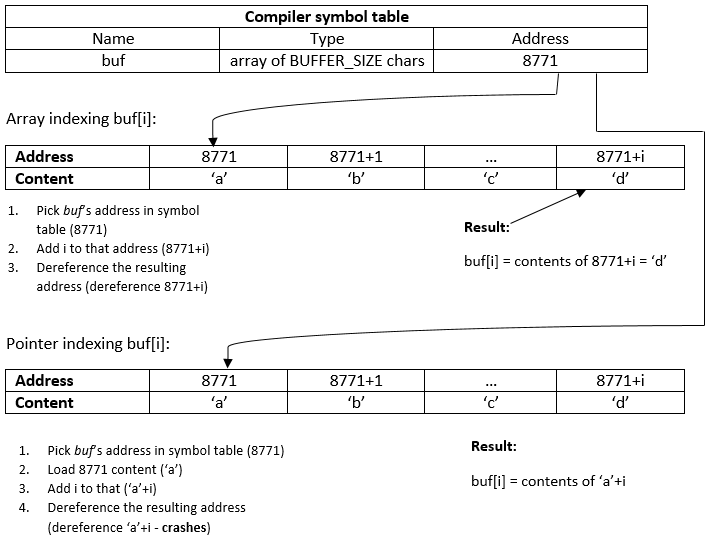 Compiler symbol table
Name Type Address
buf array of BUFFER_SIZE chars 8771
Array indexing buf[i]:
Address 8771 8771+1 ... 8771+i
Content ‘a’ ‘b’ ‘c’ ‘d’
1. Pick buf’s address in symbol
table (8771)
2. Add i to that address (8771+i)
3. Dereference the resulting
address (dereference 8771+i)
Result:
buf[i] = contents of 8771+i = ‘d’
Pointer indexing buf[i]:
Address 8771 8771+1 ... 8771+i
Content ‘a’ ‘b’ ‘c’ ‘d’
1. Pick buf’s address in symbol table (8771)
2. Load 8771 content (‘a’)
3. Add i to that (‘a’+i)
4. Dereference the resulting address
(dereference ‘a’+i - crashes)
Result:
buf[i] = contents of ‘a’+i